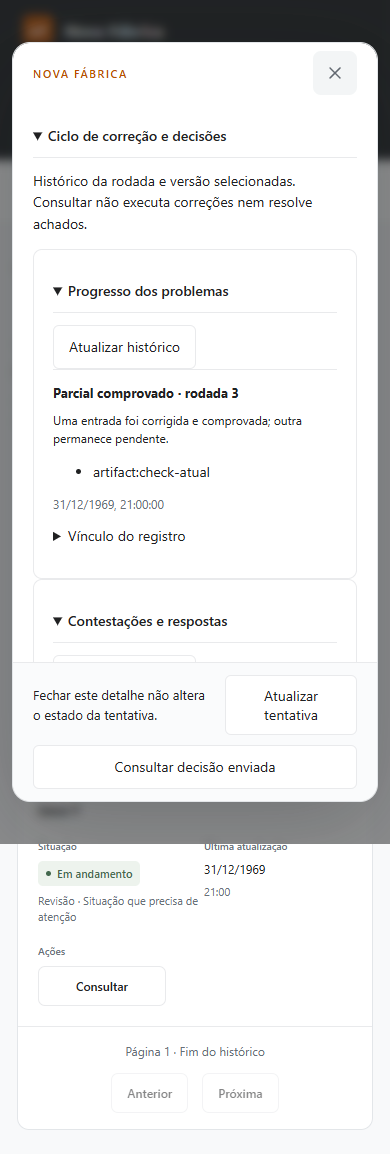 NOVA FÁBRICA
Ciclo de correção e decisões
Histórico da rodada e versão selecionadas.
Consultar não executa correções nem resolve
achados.
Progresso dos problemas
Atualizar histórico
Parcial comprovado · rodada 3
Uma entrada foi corrigida e comprovada; outra
permanece pendente.
artifact:check-atual
31/12/1969, 21:00:00
Vínculo do registro
Contestações e respostas
Fechar este detalhe não altera
o estado da tentativa.
Atualizar
tentativa
Consultar decisão enviada
Situação
Última atualização
Em andamento
31/12/1969
Revisão · Situação que precisa de
atenção
21:00
Ações
Consultar
Página 1 · Fim do histórico
Anterior
Próxima